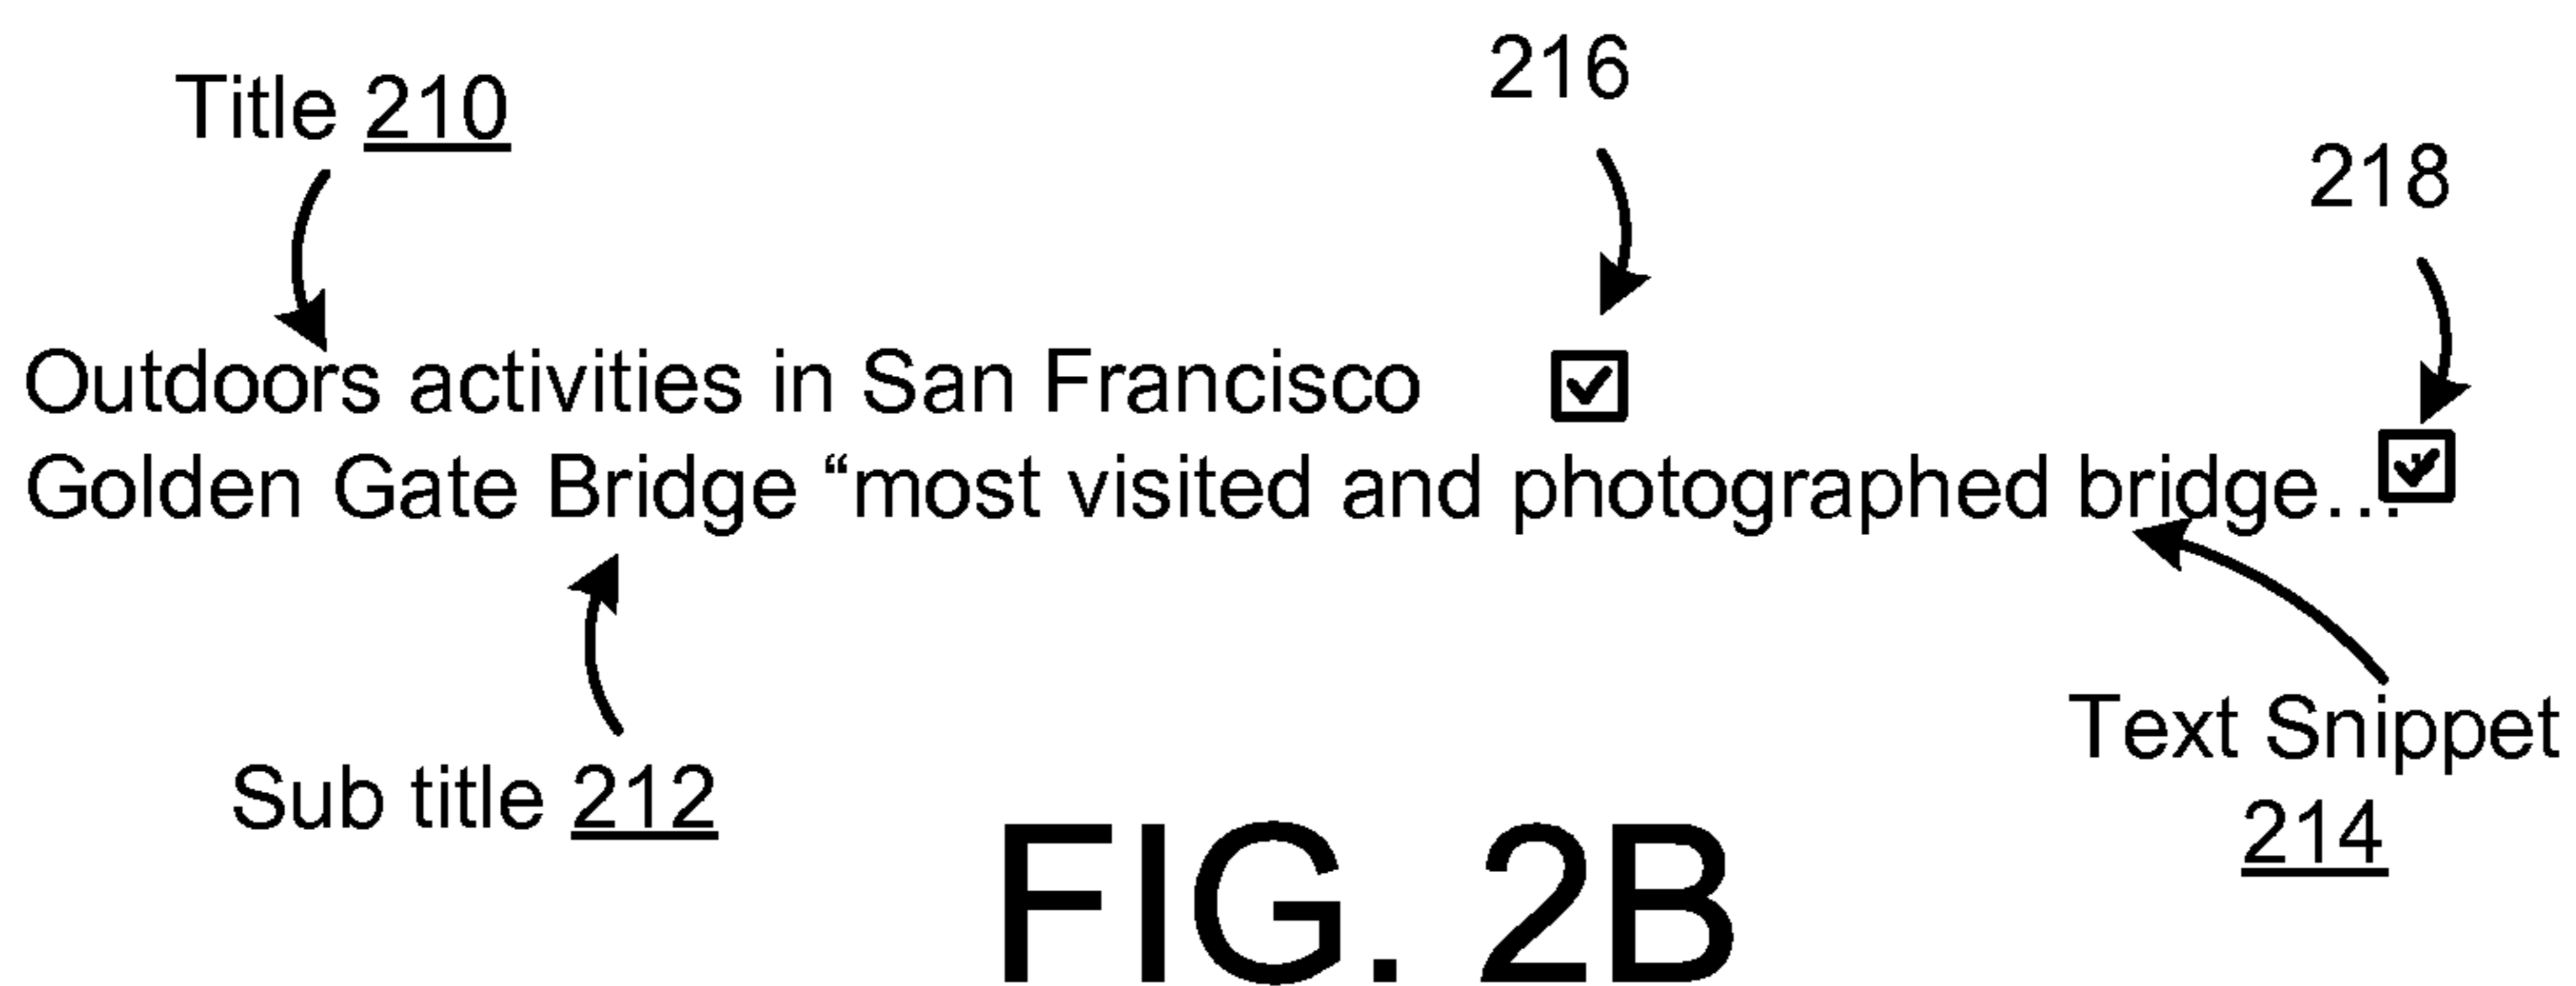 216
Title 210
218
Outdoors activities in San Francisco
Golden Gate Bridge “most visited and photographed bridge...
Text Snippet
214
Sub title 212
FIG. 2B